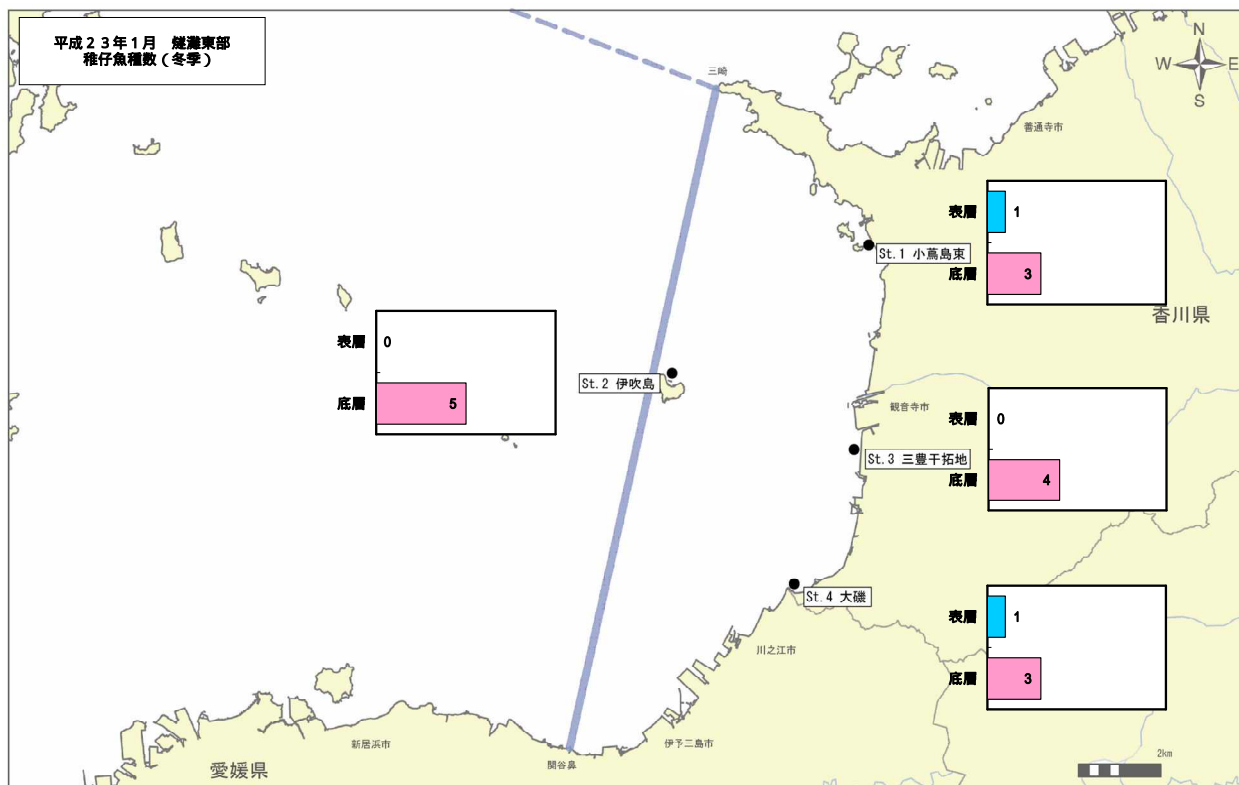 平成２３年１月　燧灘東部
稚仔魚種数（冬季）
N
W E
S
三崎
善通寺市
表層 1
底層 3
St.1 小蔦島東
香川県
表層 0
底層 5
St.2 伊吹島
観音寺市
表層 0
底層 4
St.3 三豊干拓地
St.4 大磯
表層 1
底層 3
川之江市
伊予三島市
新居浜市
関谷鼻
愛媛県
2km